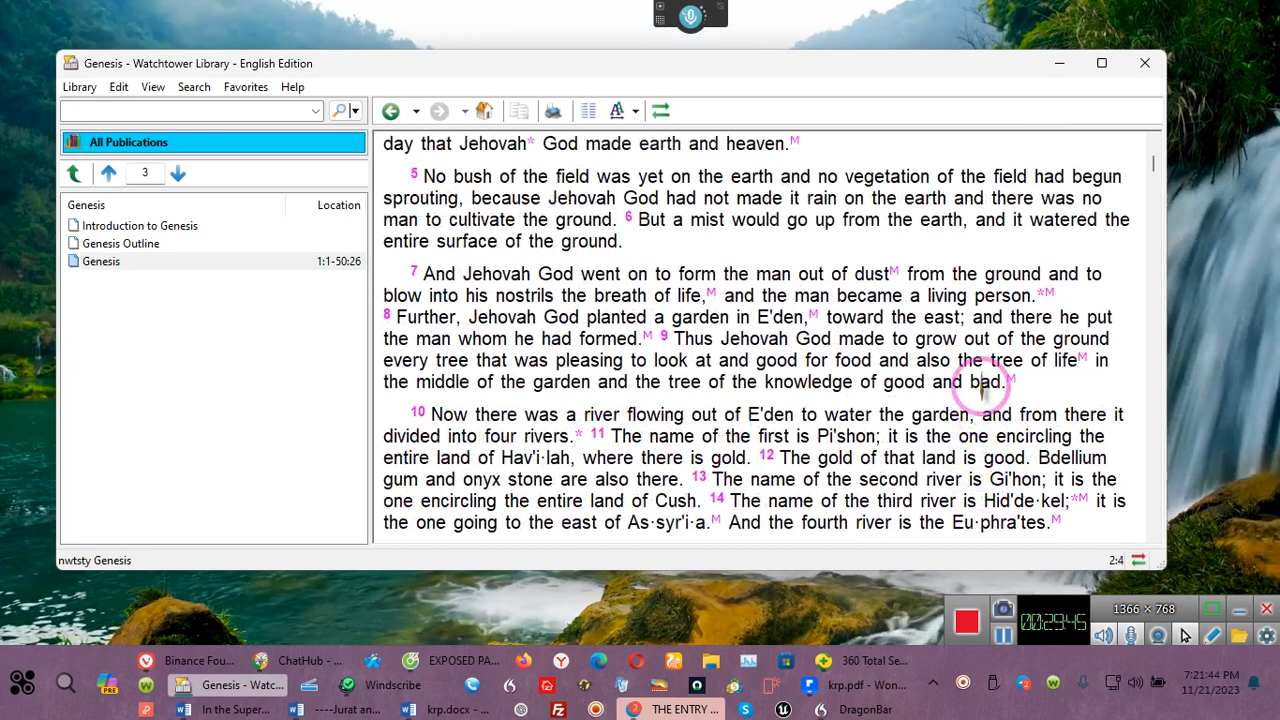 Genesis - Watchtower Library - English Edition
Library Edit View Search Favorites Help
All Publications
3
Genesis Location
Introduction to Genesis
Genesis Outline
Genesis 1:1-50:26
day that Jehovah* God made earth and heaven.M
5 No bush of the field was yet on the earth and no vegetation of the field had begun
sprouting, because Jehovah God had not made it rain on the earth and there was no
man to cultivate the ground. 6 But a mist would go up from the earth, and it watered the
entire surface of the ground.
7 And Jehovah God went on to form the man out of dustM from the ground and to
blow into his nostrils the breath of life,M and the man became a living person.*M
8 Further, Jehovah God planted a garden in E'den,M toward the east; and there he put
the man whom he had formed.M 9 Thus Jehovah God made to grow out of the ground
every tree that was pleasing to look at and good for food and also the tree of lifeM in
the middle of the garden and the tree of the knowledge of good and bad.M
10 Now there was a river flowing out of E'den to water the garden, and from there it
divided into four rivers.* 11 The name of the first is Pi'shon; it is the one encircling the
entire land of Hav'i·lah, where there is gold. 12 The gold of that land is good. Bdellium
gum and onyx stone are also there. 13 The name of the second river is Gi'hon; it is the
one encircling the entire land of Cush. 14 The name of the third river is Hid'de·kel;*M it is
the one going to the east of As·syr'i·a.M And the fourth river is the Eu·phra'tes.M
nwtsty Genesis 2:4
00:29:45
1366 x 768
Binance Fou... ChatHub - ... EXPOSED PA... 360 Total Se...
PRE Genesis - Watc... Windscribe krp.pdf - Won...
7:21:44 PM
11/21/2023
In the Super... ----Jurat an... krp.docx - ... THE ENTRY ... DragonBar